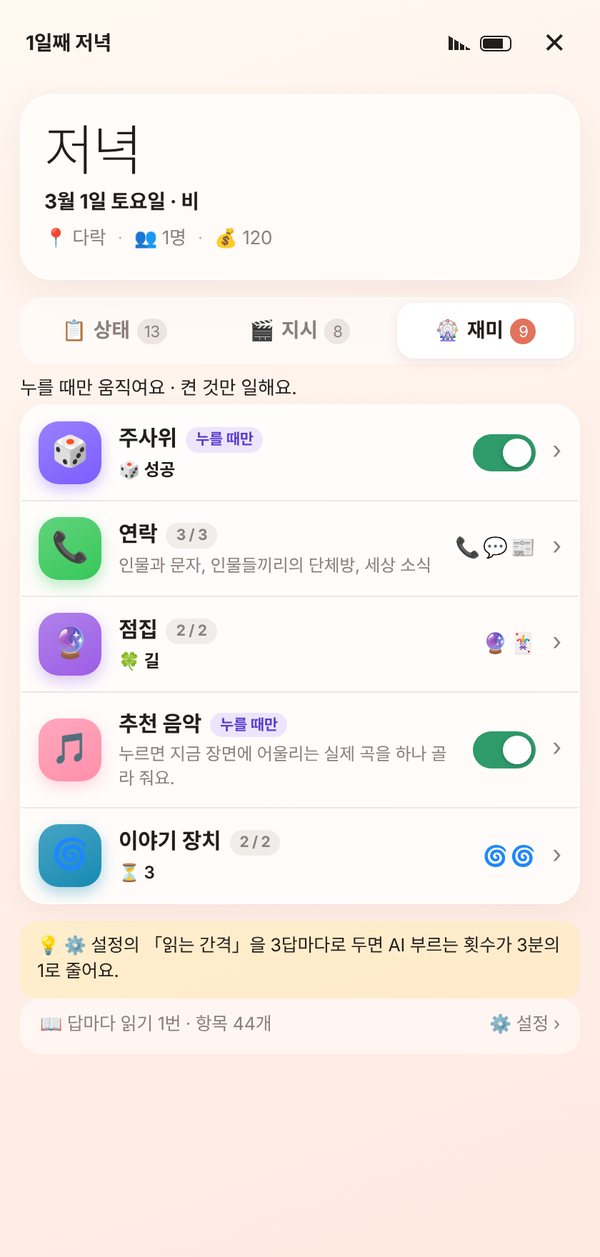 1일째 저녁
저녁
3월 1일 토요일 · 비
다락 · 1명 · 120
상태 13 지시 8 재미 9
누를 때만 움직여요 · 켠 것만 일해요.
주사위 누를 때만
성공
연락 3 / 3
인물과 문자, 인물들끼리의 단체방, 세상 소식
점집 2 / 2
길
추천 음악 누를 때만
누르면 지금 장면에 어울리는 실제 곡을 하나 골
라 줘요.
이야기 장치 2 / 2
3
설정의 「읽는 간격」을 3답마다로 두면 AI 부르는 횟수가 3분의
1로 줄어요.
답마다 읽기 1번 · 항목 44개 설정 ›